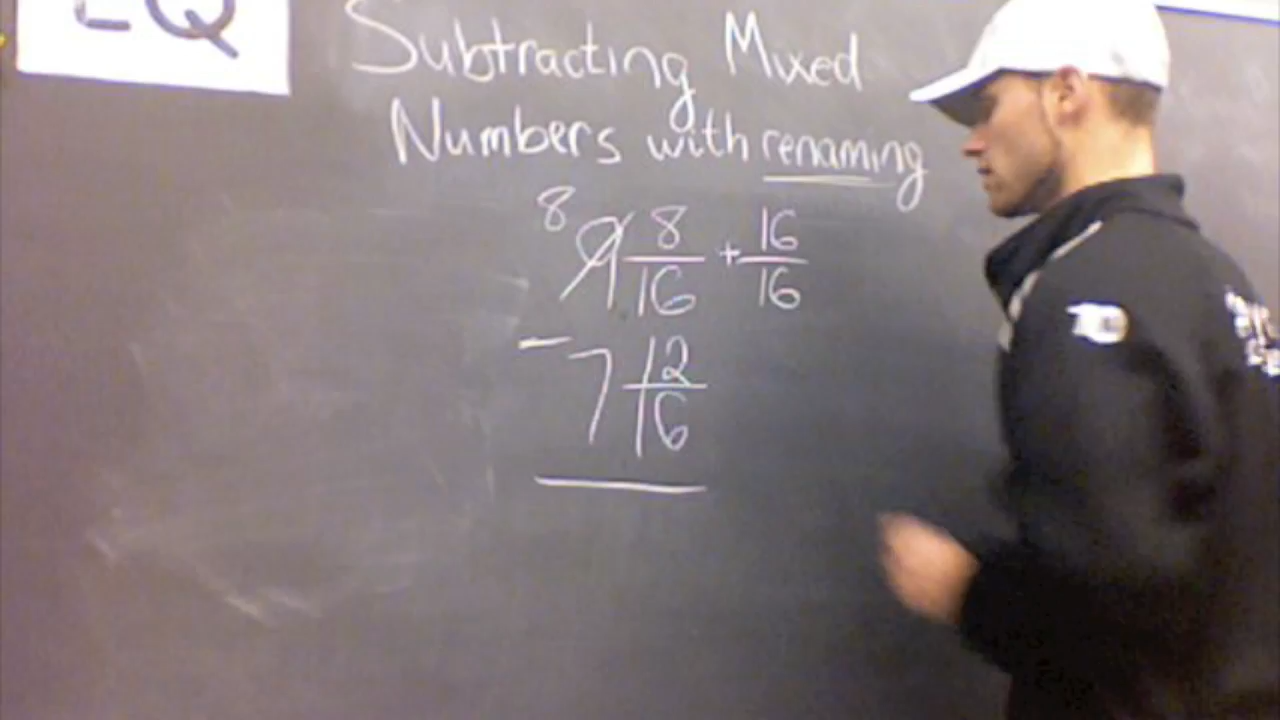 EQ
Subtracting Mixed
Numbers with renaming
8 9 8/16 + 16/16
- 7 12/16